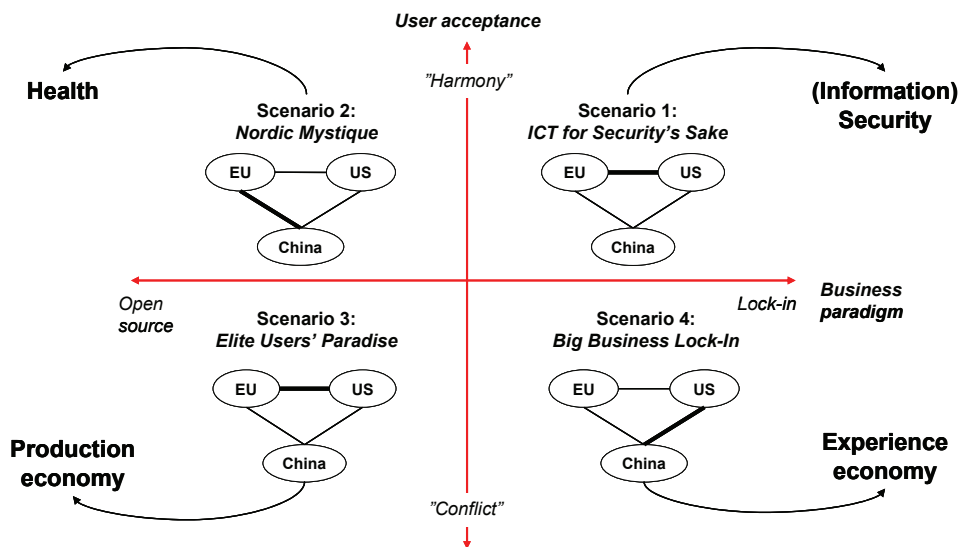 User acceptance
"Harmony"
Health
Scenario 2:
Nordic Mystique
EU
US
China
(Information)
Security
Scenario 1:
ICT for Security's Sake
EU
US
China
Open
source
Lock-in
Business
paradigm
Scenario 3:
Elite Users' Paradise
EU
US
China
Production
economy
Scenario 4:
Big Business Lock-In
EU
US
China
Experience
economy
"Conflict"